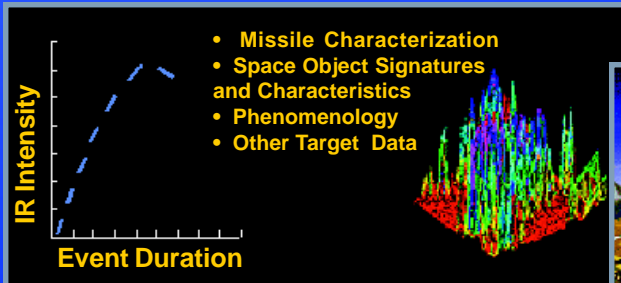 • Missile Characterization
• Space Object Signatures
and Characteristics
• Phenomenology
• Other Target Data
IR Intensity
Event Duration